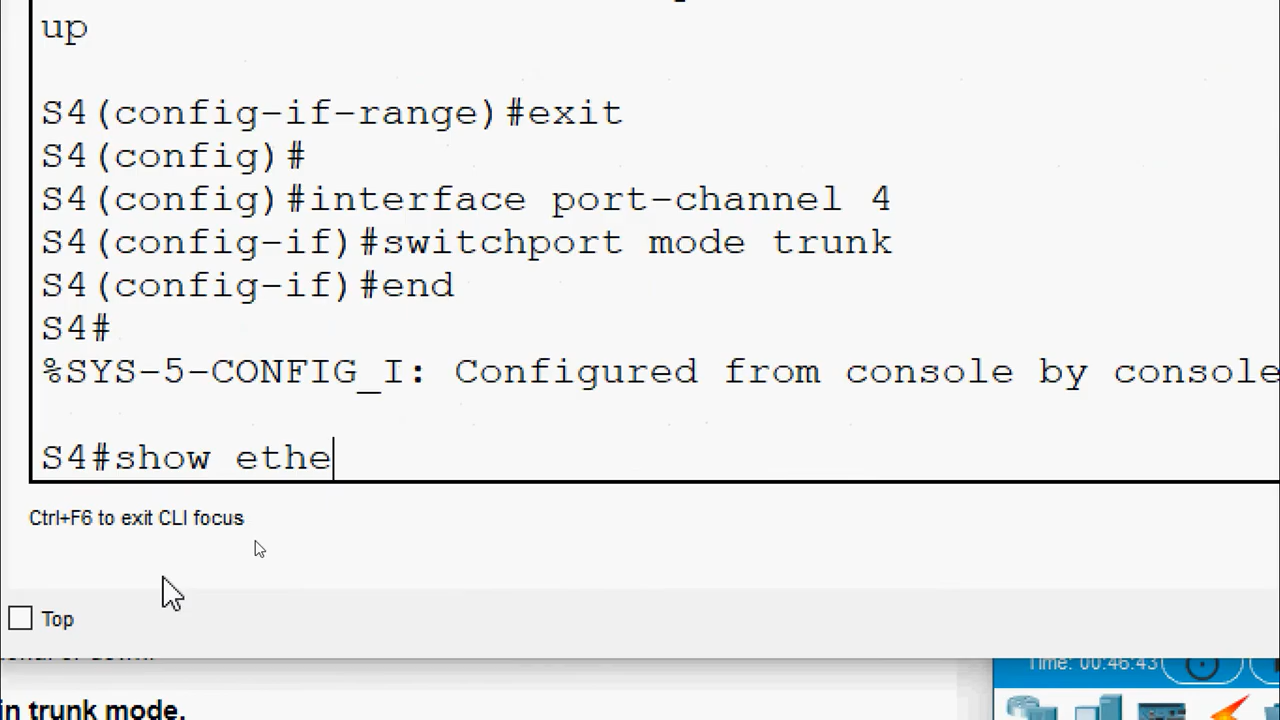 up
S4(config-if-range)#exit
S4(config)#
S4(config)#interface port-channel 4
S4(config-if)#switchport mode trunk
S4(config-if)#end
S4#
%SYS-5-CONFIG_I: Configured from console by console
S4#show ethe
Ctrl+F6 to exit CLI focus
Top
Time: 00:46:43
in trunk mode.